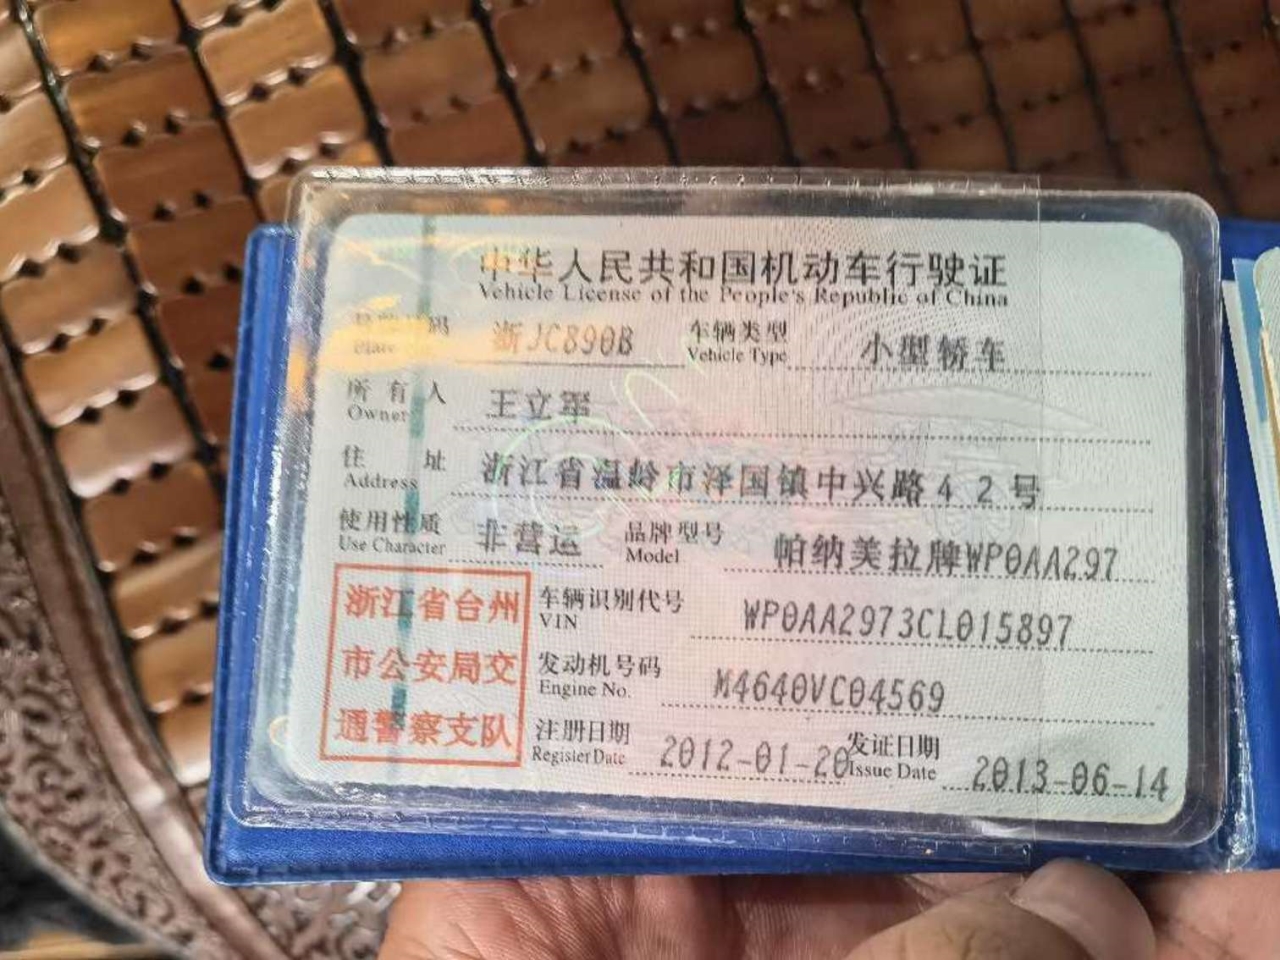 中华人民共和国机动车行驶证
Vehicle License of the People's Republic of China
号牌号码 浙JC890B 车辆类型 小型轿车
Plate Vehicle Type
所有人 王立军
Owner
住址 浙江省温岭市泽国镇中兴路42号
Address
使用性质 非营运 品牌型号 帕纳美拉牌WP0AA297
Use Character Model
浙江省台州
市公安局交
通警察支队
车辆识别代号 WP0AA2973CL015897
VIN
发动机号码 M4640VC04569
Engine No.
注册日期 2012-01-20 发证日期 2013-06-14
Register Date Issue Date